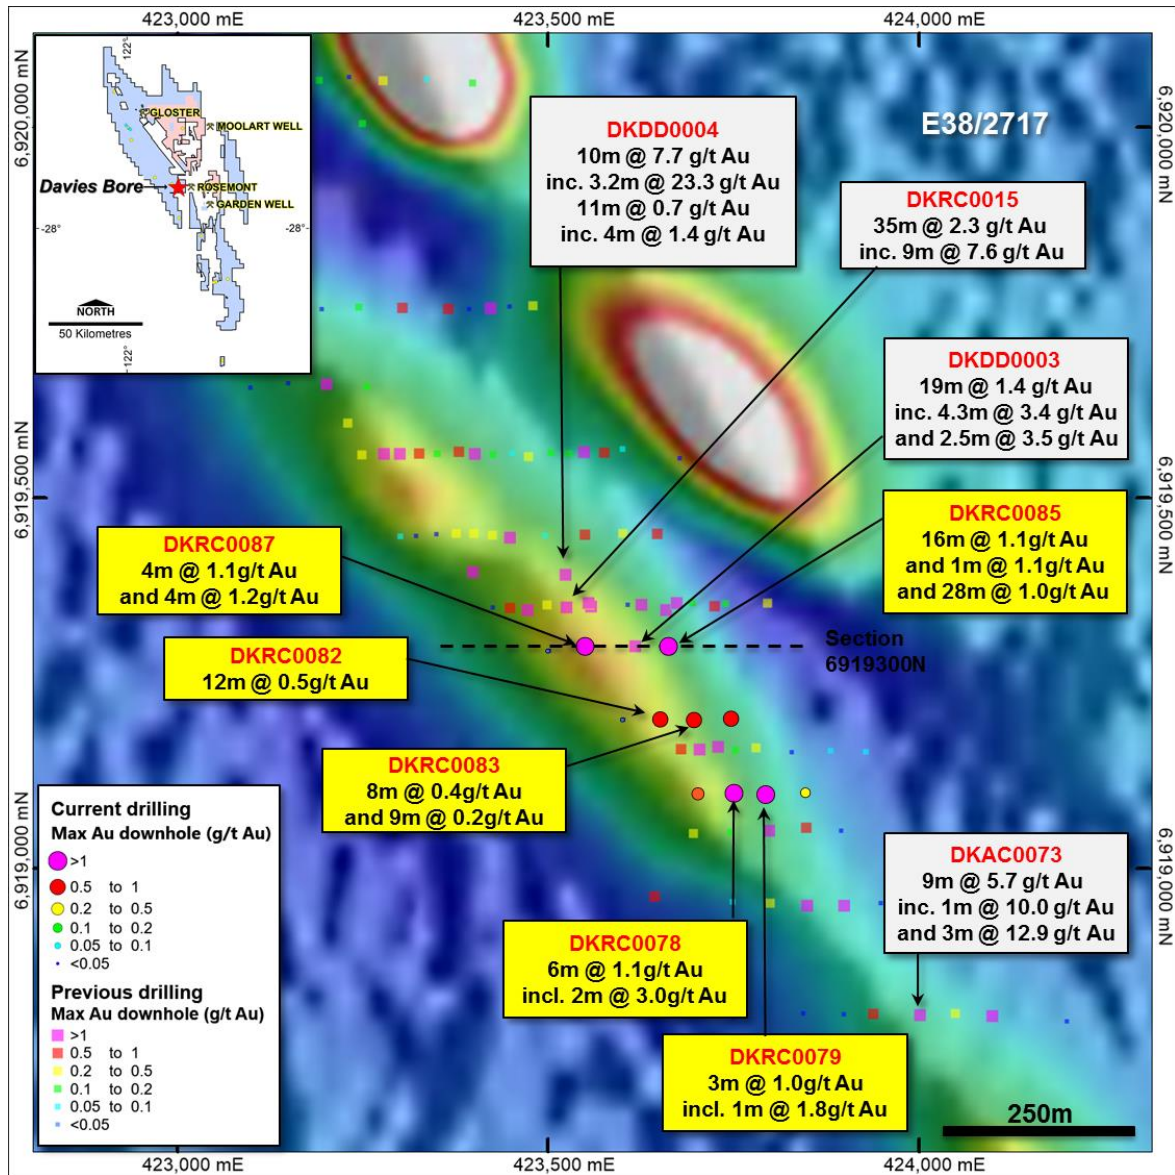 423,000 mE
423,500 mE
424,000 mE
6,920,000 mN
6,920,000 mN
6,919,500 mN
6,919,500 mN
6,919,000 mN
6,919,000 mN
122°
GLOSTER
MOOLART WELL
Davies Bore
ROSEMONT
GARDEN WELL
-28°
-28°
NORTH
50 Kilometres
122°
E38/2717
DKDD0004
10m @ 7.7 g/t Au
inc. 3.2m @ 23.3 g/t Au
11m @ 0.7 g/t Au
inc. 4m @ 1.4 g/t Au
DKRC0015
35m @ 2.3 g/t Au
inc. 9m @ 7.6 g/t Au
DKDD0003
19m @ 1.4 g/t Au
inc. 4.3m @ 3.4 g/t Au
and 2.5m @ 3.5 g/t Au
DKRC0085
16m @ 1.1g/t Au
and 1m @ 1.1g/t Au
and 28m @ 1.0g/t Au
DKRC0087
4m @ 1.1g/t Au
and 4m @ 1.2g/t Au
Section
6919300N
DKRC0082
12m @ 0.5g/t Au
DKRC0083
8m @ 0.4g/t Au
and 9m @ 0.2g/t Au
DKAC0073
9m @ 5.7 g/t Au
inc. 1m @ 10.0 g/t Au
and 3m @ 12.9 g/t Au
DKRC0078
6m @ 1.1g/t Au
incl. 2m @ 3.0g/t Au
DKRC0079
3m @ 1.0g/t Au
incl. 1m @ 1.8g/t Au
Current drilling
Max Au downhole (g/t Au)
>1
0.5 to 1
0.2 to 0.5
0.1 to 0.2
0.05 to 0.1
<0.05
Previous drilling
Max Au downhole (g/t Au)
>1
0.5 to 1
0.2 to 0.5
0.1 to 0.2
0.05 to 0.1
<0.05
250m
423,000 mE
423,500 mE
424,000 mE